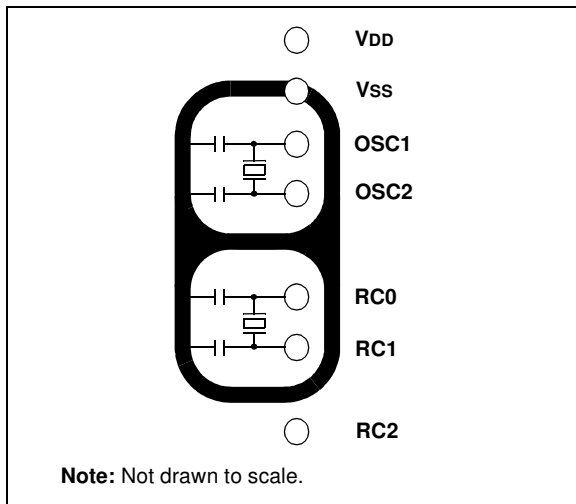 VDD
VSS
OSC1
OSC2
RC0
RC1
RC2
Note: Not drawn to scale.